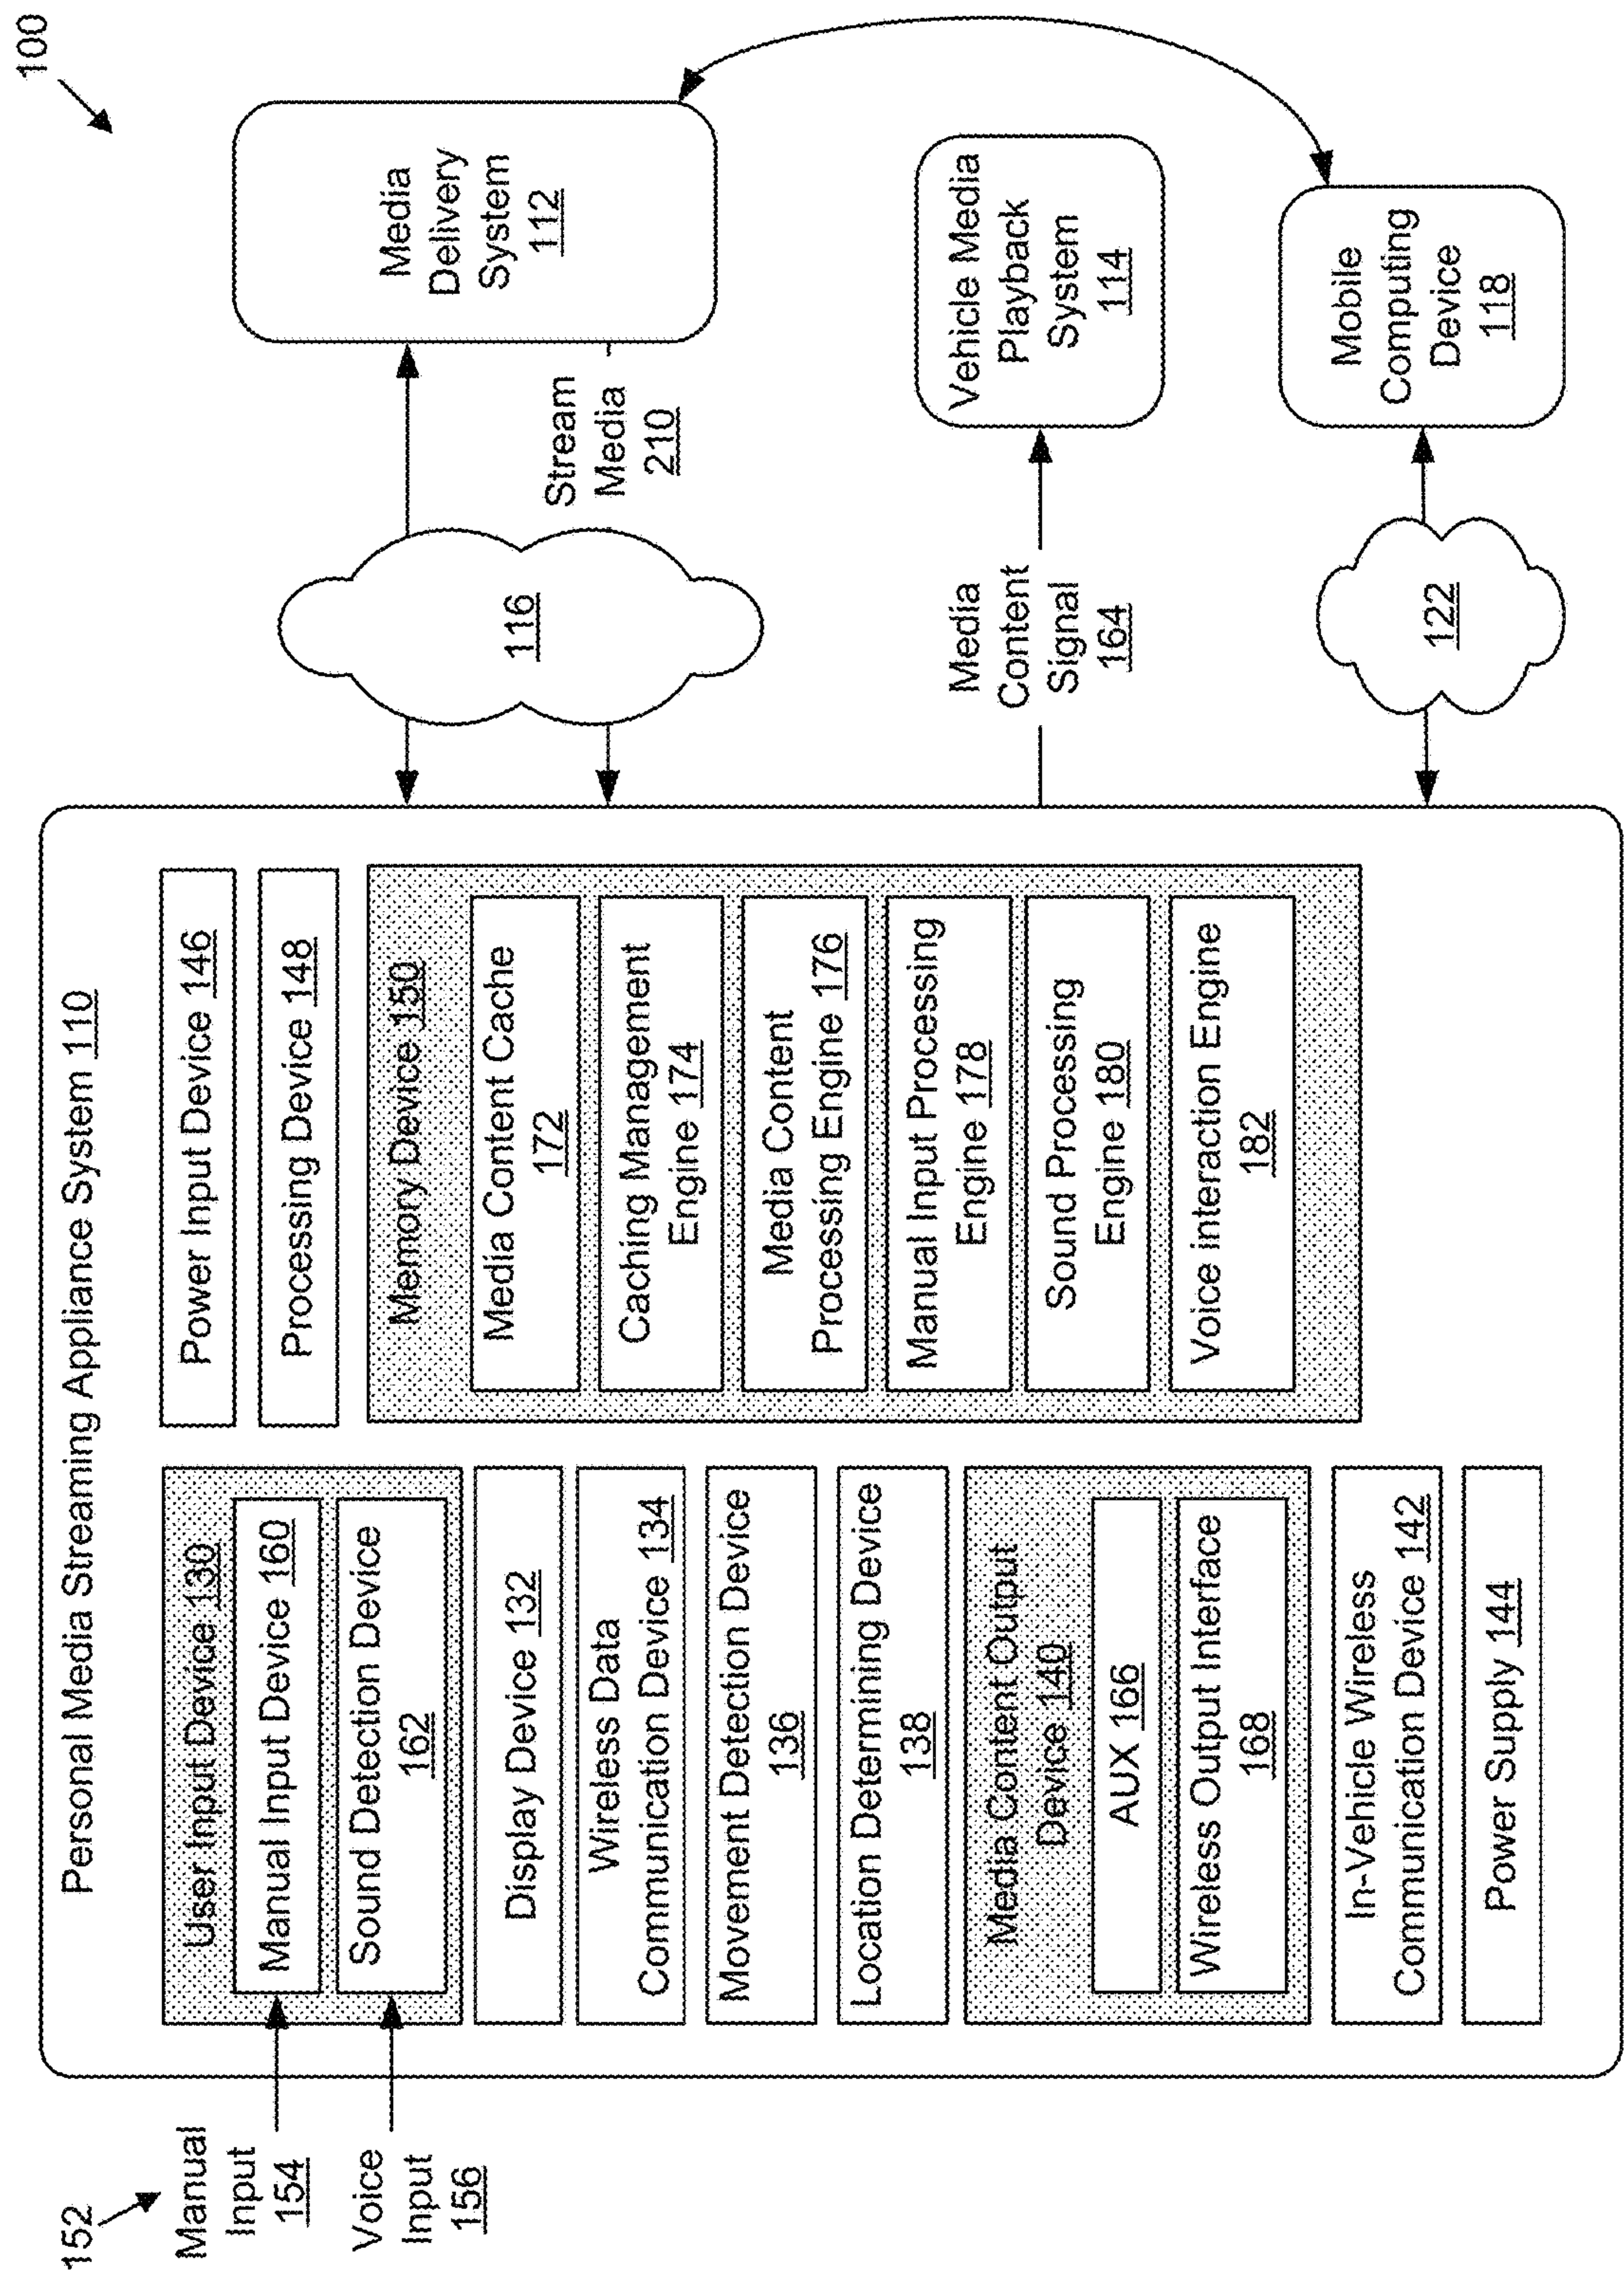 100
Personal Media Streaming Appliance System 110
152
Manual
Input
154
Voice
Input
156
User Input Device 130
Manual Input Device 160
Sound Detection Device
162
Display Device 132
Wireless Data
Communication Device 134
Movement Detection Device
136
Location Determining Device
138
Media Content Output
Device 140
AUX 166
Wireless Output Interface
168
In-Vehicle Wireless
Communication Device 142
Power Supply 144
Power Input Device 146
Processing Device 148
Memory Device 150
Media Content Cache
172
Caching Management
Engine 174
Media Content
Processing Engine 176
Manual Input Processing
Engine 178
Sound Processing
Engine 180
Voice interaction Engine
182
116
Stream
Media
210
Media
Content
Signal
164
122
Media
Delivery
System
112
Vehicle Media
Playback
System
114
Mobile
Computing
Device
118